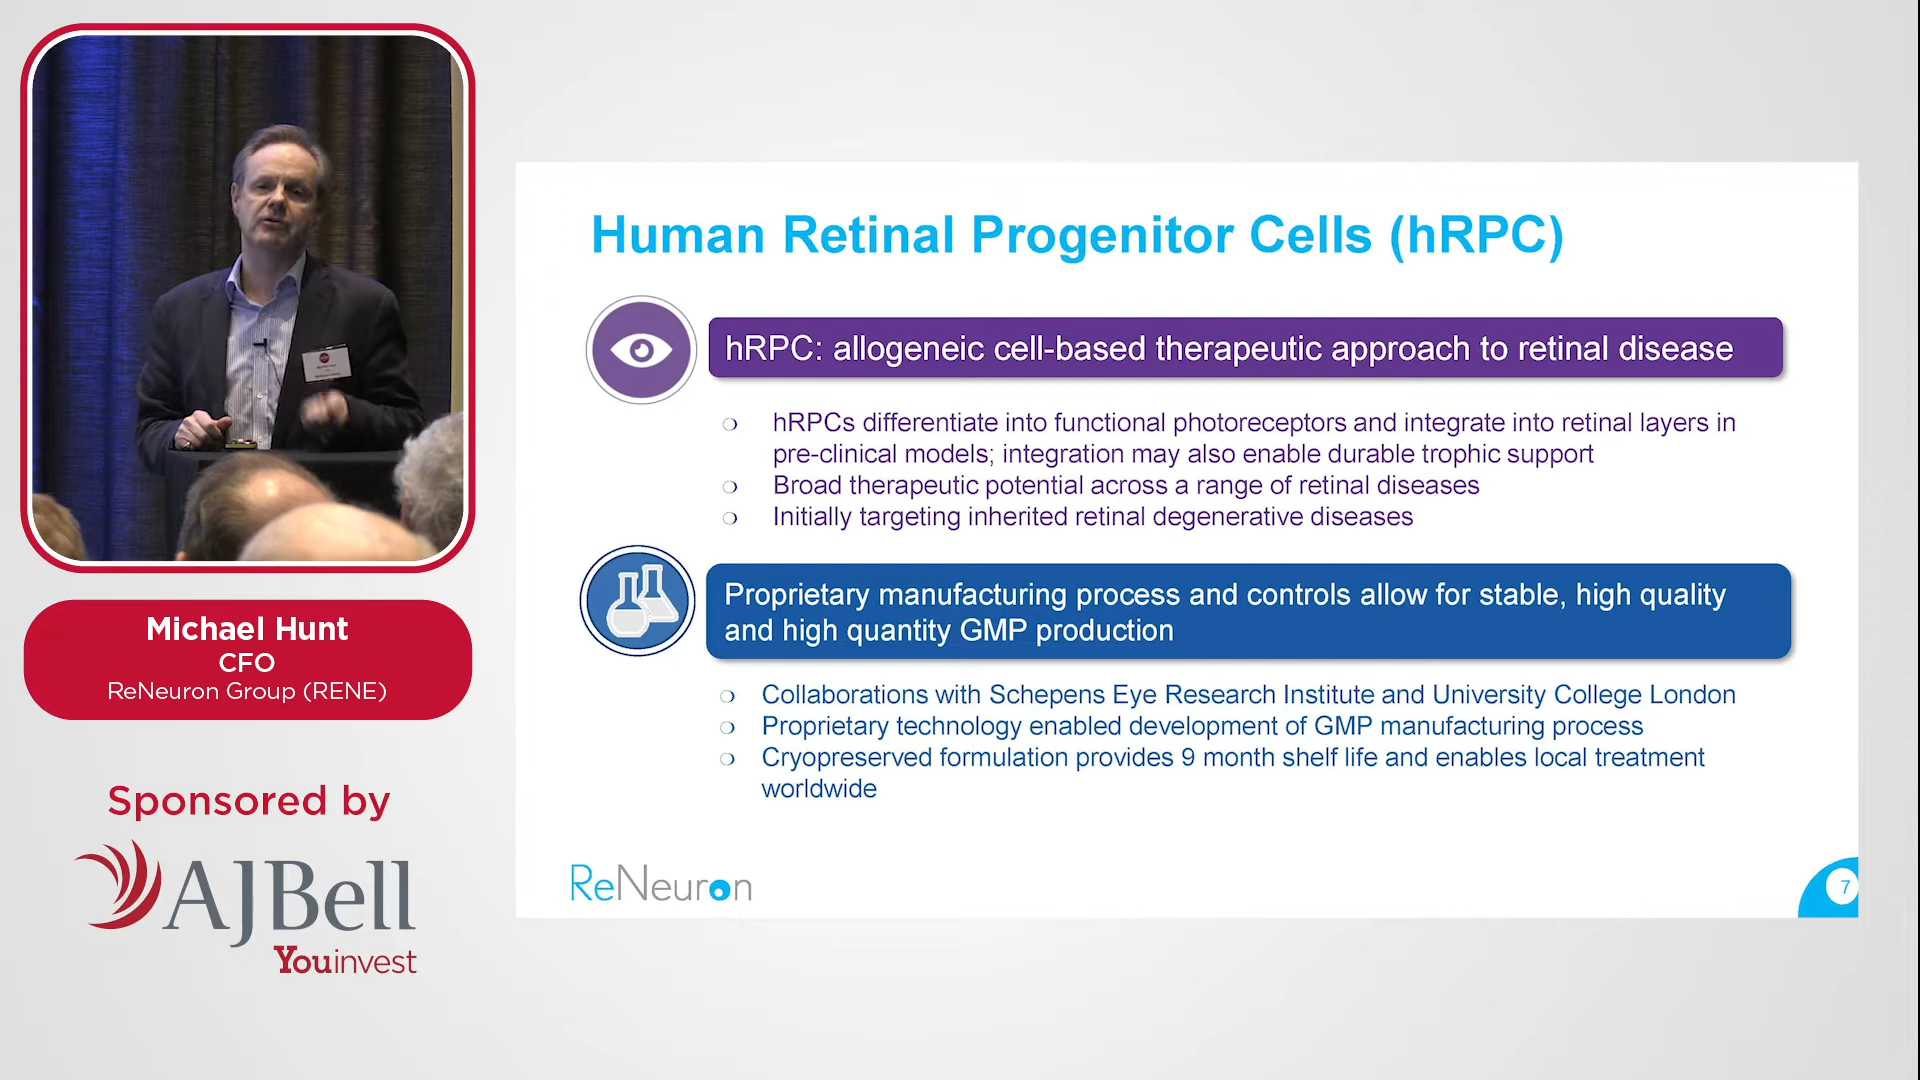 Human Retinal Progenitor Cells (hRPC)
hRPC: allogeneic cell-based therapeutic approach to retinal disease
hRPCs differentiate into functional photoreceptors and integrate into retinal layers in
pre-clinical models; integration may also enable durable trophic support
Broad therapeutic potential across a range of retinal diseases
Initially targeting inherited retinal degenerative diseases
Proprietary manufacturing process and controls allow for stable, high quality
and high quantity GMP production
Collaborations with Schepens Eye Research Institute and University College London
Proprietary technology enabled development of GMP manufacturing process
Cryopreserved formulation provides 9 month shelf life and enables local treatment
worldwide
ReNeuron
7
Michael Hunt
CFO
ReNeuron Group (RENE)
Sponsored by
AJBell
Youinvest